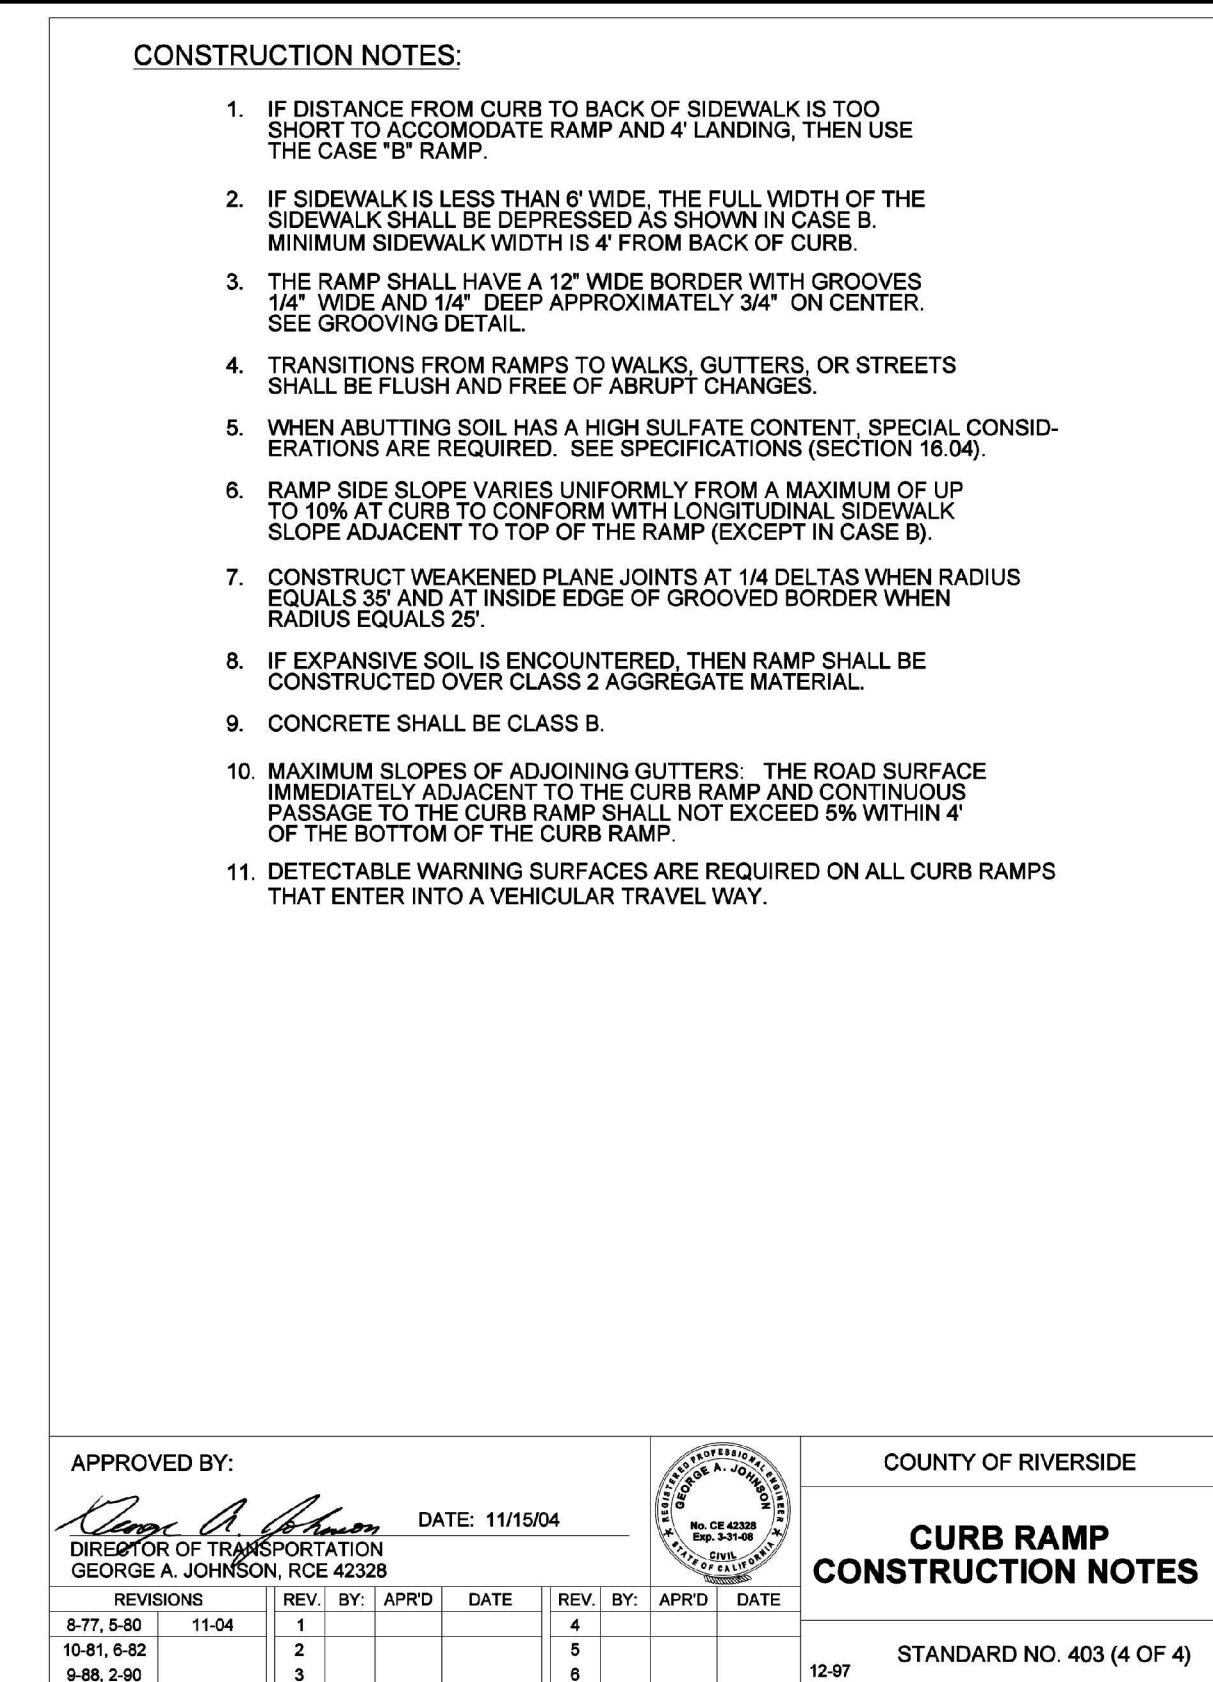 CONSTRUCTION NOTES:
1. IF DISTANCE FROM CURB TO BACK OF SIDEWALK IS TOO
SHORT TO ACCOMODATE RAMP AND 4' LANDING, THEN USE
THE CASE "B" RAMP.
2. IF SIDEWALK IS LESS THAN 6' WIDE, THE FULL WIDTH OF THE
SIDEWALK SHALL BE DEPRESSED AS SHOWN IN CASE B.
MINIMUM SIDEWALK WIDTH IS 4' FROM BACK OF CURB.
3. THE RAMP SHALL HAVE A 12" WIDE BORDER WITH GROOVES
1/4" WIDE AND 1/4" DEEP APPROXIMATELY 3/4" ON CENTER.
SEE GROOVING DETAIL.
4. TRANSITIONS FROM RAMPS TO WALKS, GUTTERS, OR STREETS
SHALL BE FLUSH AND FREE OF ABRUPT CHANGES.
5. WHEN ABUTTING SOIL HAS A HIGH SULFATE CONTENT, SPECIAL CONSID-
ERATIONS ARE REQUIRED. SEE SPECIFICATIONS (SECTION 16.04).
6. RAMP SIDE SLOPE VARIES UNIFORMLY FROM A MAXIMUM OF UP
TO 10% AT CURB TO CONFORM WITH LONGITUDINAL SIDEWALK
SLOPE ADJACENT TO TOP OF THE RAMP (EXCEPT IN CASE B).
7. CONSTRUCT WEAKENED PLANE JOINTS AT 1/4 DELTAS WHEN RADIUS
EQUALS 35' AND AT INSIDE EDGE OF GROOVED BORDER WHEN
RADIUS EQUALS 25'.
8. IF EXPANSIVE SOIL IS ENCOUNTERED, THEN RAMP SHALL BE
CONSTRUCTED OVER CLASS 2 AGGREGATE MATERIAL.
9. CONCRETE SHALL BE CLASS B.
10. MAXIMUM SLOPES OF ADJOINING GUTTERS: THE ROAD SURFACE
IMMEDIATELY ADJACENT TO THE CURB RAMP AND CONTINUOUS
PASSAGE TO THE CURB RAMP SHALL NOT EXCEED 5% WITHIN 4'
OF THE BOTTOM OF THE CURB RAMP.
11. DETECTABLE WARNING SURFACES ARE REQUIRED ON ALL CURB RAMPS
THAT ENTER INTO A VEHICULAR TRAVEL WAY.
APPROVED BY:
George A. Johnson DATE: 11/15/04
DIRECTOR OF TRANSPORTATION
GEORGE A. JOHNSON, RCE 42328
REGISTERED PROFESSIONAL ENGINEER
GEORGE A. JOHNSON
No. CE 42328
Exp. 3-31-08
CIVIL
STATE OF CALIFORNIA
COUNTY OF RIVERSIDE
CURB RAMP
CONSTRUCTION NOTES
REVISIONS REV. BY: APR'D DATE REV. BY: APR'D DATE
8-77, 5-80 11-04 1 4
10-81, 6-82 2 5
9-88, 2-90 3 6
12-97 STANDARD NO. 403 (4 OF 4)